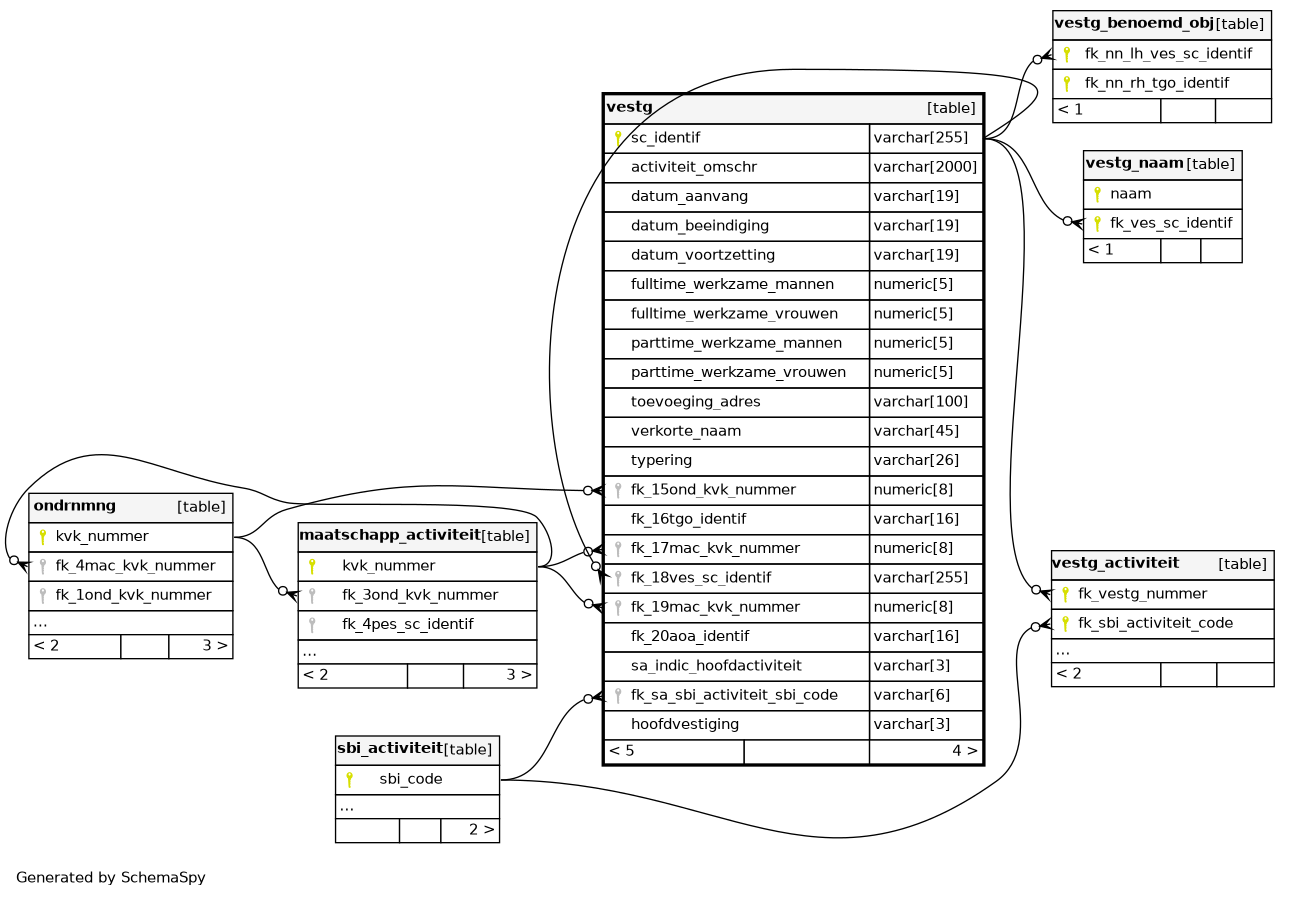 vestg_benoemd_obj [table]
fk_nn_lh_ves_sc_identif
fk_nn_rh_tgo_identif
< 1
vestg [table]
sc_identif varchar[255]
activiteit_omschr varchar[2000]
datum_aanvang varchar[19]
datum_beeindiging varchar[19]
datum_voortzetting varchar[19]
fulltime_werkzame_mannen numeric[5]
fulltime_werkzame_vrouwen numeric[5]
parttime_werkzame_mannen numeric[5]
parttime_werkzame_vrouwen numeric[5]
toevoeging_adres varchar[100]
verkorte_naam varchar[45]
typering varchar[26]
fk_15ond_kvk_nummer numeric[8]
fk_16tgo_identif varchar[16]
fk_17mac_kvk_nummer numeric[8]
fk_18ves_sc_identif varchar[255]
fk_19mac_kvk_nummer numeric[8]
fk_20aoa_identif varchar[16]
sa_indic_hoofdactiviteit varchar[3]
fk_sa_sbi_activiteit_sbi_code varchar[6]
hoofdvestiging varchar[3]
< 5 4 >
vestg_naam [table]
naam
fk_ves_sc_identif
< 1
ondrnmng [table]
kvk_nummer
fk_4mac_kvk_nummer
fk_1ond_kvk_nummer
...
< 2 3 >
maatschapp_activiteit [table]
kvk_nummer
fk_3ond_kvk_nummer
fk_4pes_sc_identif
...
< 2 3 >
vestg_activiteit [table]
fk_vestg_nummer
fk_sbi_activiteit_code
...
< 2
sbi_activiteit [table]
sbi_code
...
2 >
Generated by SchemaSpy